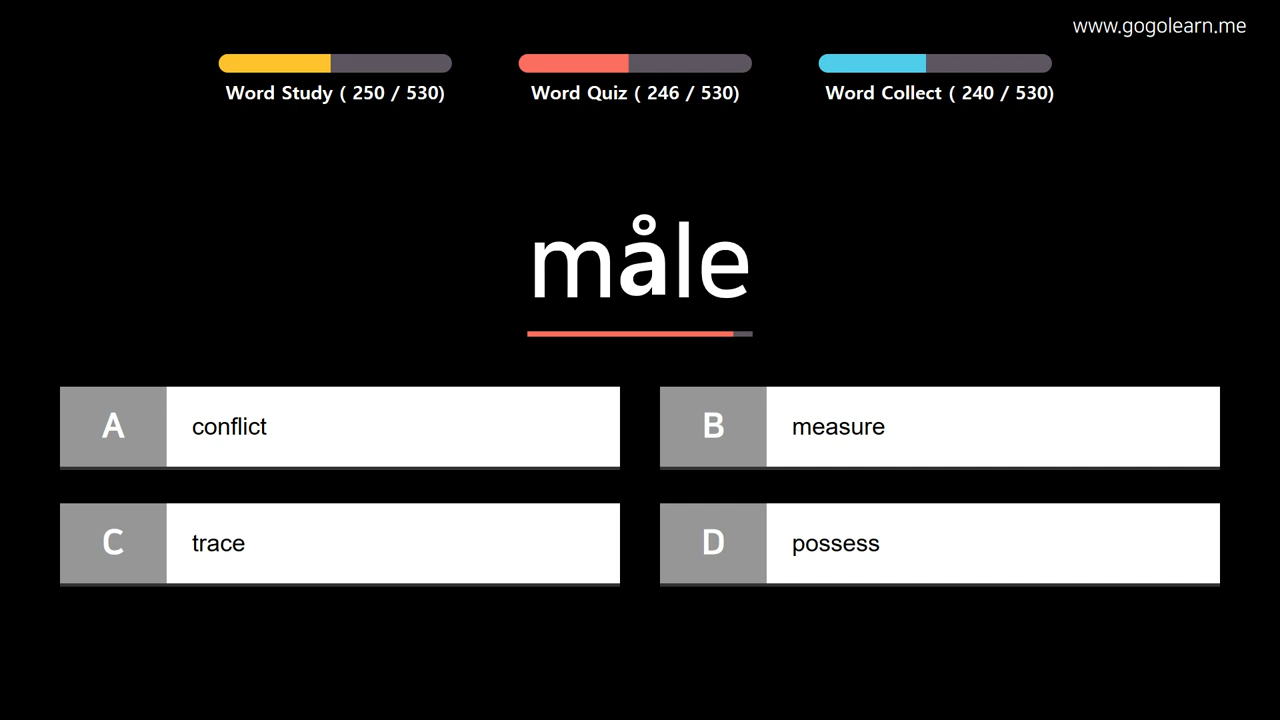 www.gogolearn.me
Word Study ( 250 / 530)
Word Quiz ( 246 / 530)
Word Collect ( 240 / 530)
måle
A conflict
B measure
C trace
D possess